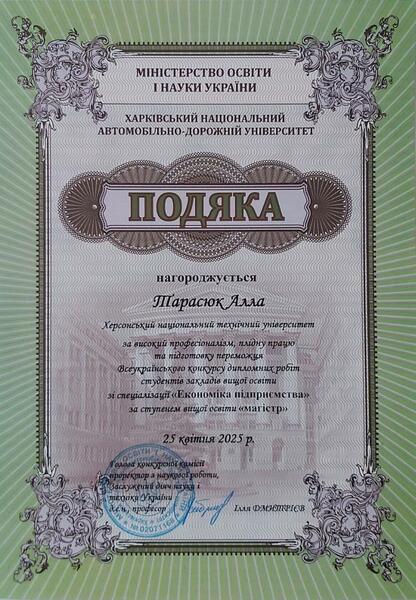 МІНІСТЕРСТВО ОСВІТИ
І НАУКИ УКРАЇНИ
ХАРКІВСЬКИЙ НАЦІОНАЛЬНИЙ
АВТОМОБІЛЬНО-ДОРОЖНІЙ УНІВЕРСИТЕТ
ПОДЯКА
нагороджується
Тарасюк Алла
Херсонський національний технічний університет
за високий професіоналізм, плідну працю
та підготовку переможця
Всеукраїнського конкурсу дипломних робіт
студентів закладів вищої освіти
зі спеціалізації «Економіка підприємства»
за ступенем вищої освіти «магістр»
25 квітня 2025 р.
Голова конкурсної комісії
проректор з наукової роботи,
Заслужений діяч науки і
техніки України
д.е.н., професор
Ілля ДМИТРІЄВ
№02071168